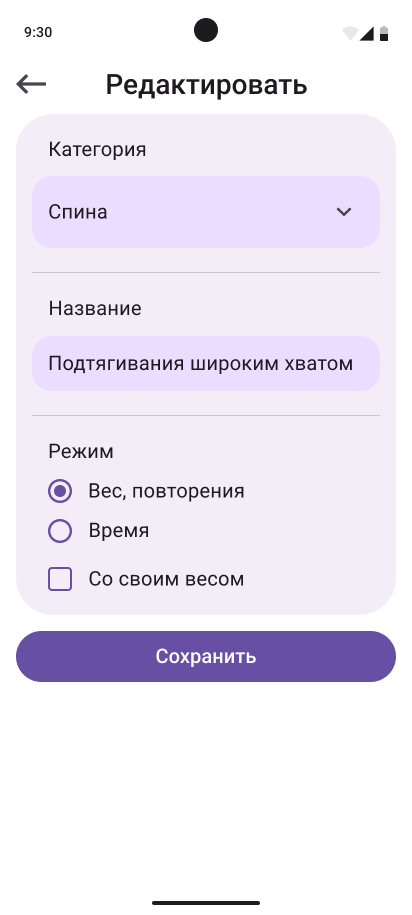 9:30
Редактировать
Категория
Спина
Название
Подтягивания широким хватом
Режим
Вес, повторения
Время
Со своим весом
Сохранить